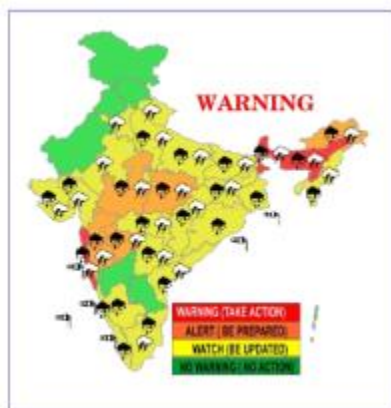 WARNING
WARNING (TAKE ACTION)
ALERT ( BE PREPARED)
WATCH (BE UPDATED)
NO WARNING ( NO ACTION)